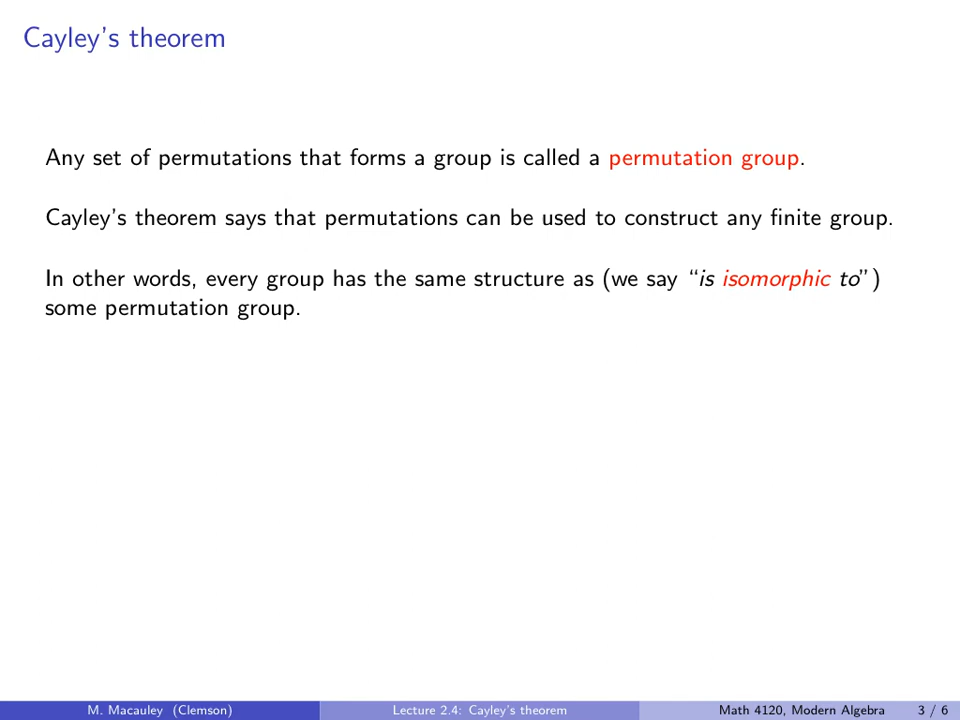 Cayley's theorem
Any set of permutations that forms a group is called a permutation group.
Cayley's theorem says that permutations can be used to construct any finite group.
In other words, every group has the same structure as (we say “is isomorphic to”)
some permutation group.
M. Macauley (Clemson) Lecture 2.4: Cayley's theorem Math 4120, Modern Algebra 3 / 6